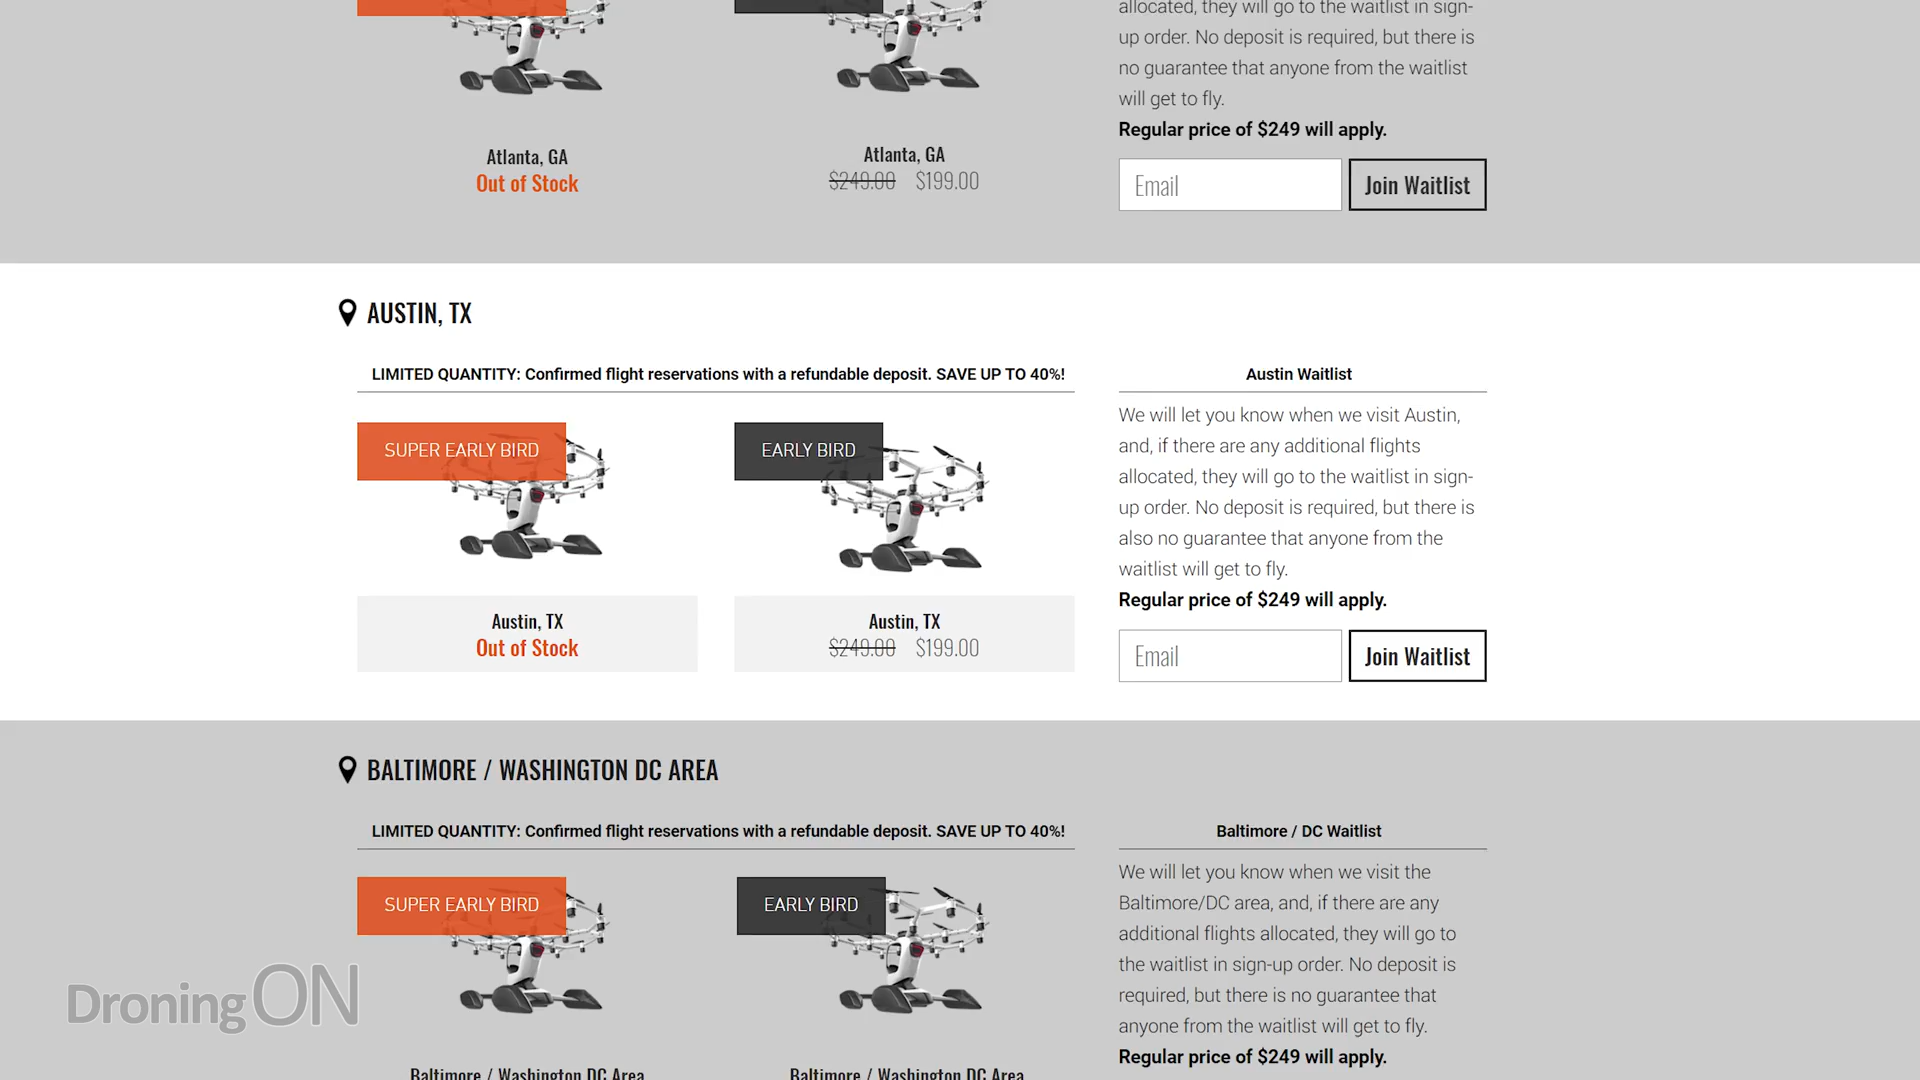 allocated, they will go to the waitlist in sign-
up order. No deposit is required, but there is
no guarantee that anyone from the waitlist
will get to fly.
Regular price of $249 will apply.
Atlanta, GA
Out of Stock
Atlanta, GA
$249.00 $199.00
Email
Join Waitlist
AUSTIN, TX
LIMITED QUANTITY: Confirmed flight reservations with a refundable deposit. SAVE UP TO 40%!
SUPER EARLY BIRD
EARLY BIRD
Austin, TX
Out of Stock
Austin, TX
$249.00 $199.00
Austin Waitlist
We will let you know when we visit Austin,
and, if there are any additional flights
allocated, they will go to the waitlist in sign-
up order. No deposit is required, but there is
also no guarantee that anyone from the
waitlist will get to fly.
Regular price of $249 will apply.
Email
Join Waitlist
BALTIMORE / WASHINGTON DC AREA
LIMITED QUANTITY: Confirmed flight reservations with a refundable deposit. SAVE UP TO 40%!
SUPER EARLY BIRD
EARLY BIRD
Baltimore / Washington DC Area
Baltimore / Washington DC Area
Baltimore / DC Waitlist
We will let you know when we visit the
Baltimore/DC area, and, if there are any
additional flights allocated, they will go to
the waitlist in sign-up order. No deposit is
required, but there is no guarantee that
anyone from the waitlist will get to fly.
Regular price of $249 will apply.
DroningON